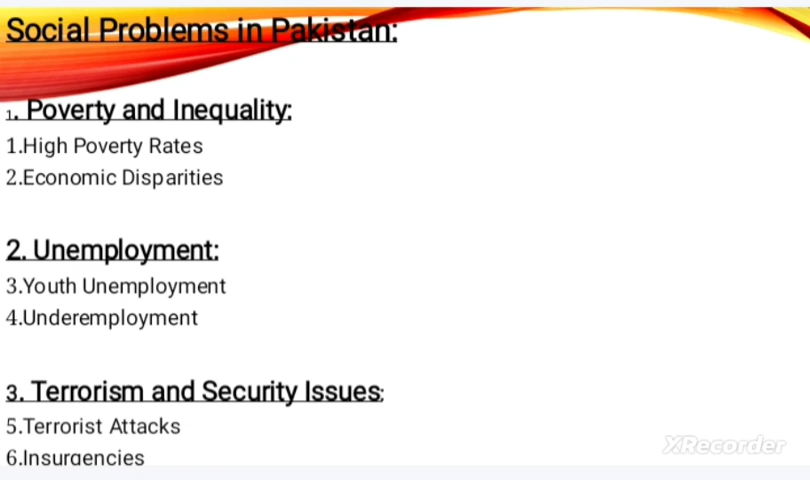 Social Problems in Pakistan:
1. Poverty and Inequality:
1.High Poverty Rates
2.Economic Disparities
2. Unemployment:
3.Youth Unemployment
4.Underemployment
3. Terrorism and Security Issues:
5.Terrorist Attacks
6.Insurgencies
XRecorder